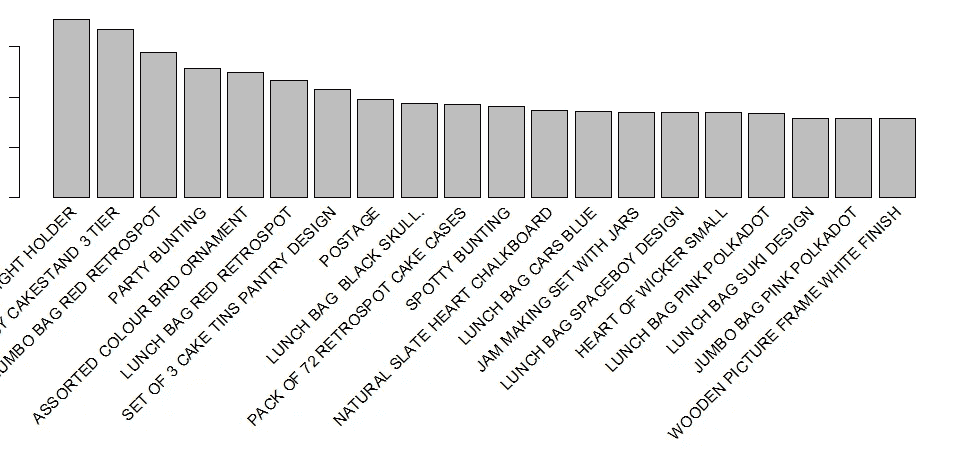 HOLDER
CAKESTAND 3 TIER
BAG RED RETROSPOT
PARTY BUNTING
ASSORTED COLOUR BIRD ORNAMENT
LUNCH BAG RED RETROSPOT
SET OF 3 CAKE TINS PANTRY DESIGN
POSTAGE
LUNCH BAG  BLACK SKULL.
PACK OF 72 RETROSPOT CAKE CASES
SPOTTY BUNTING
NATURAL SLATE HEART CHALKBOARD
LUNCH BAG CARS BLUE
JAM MAKING SET WITH JARS
LUNCH BAG SPACEBOY DESIGN
HEART OF WICKER SMALL
LUNCH BAG PINK POLKADOT
LUNCH BAG SUKI DESIGN
JUMBO BAG PINK POLKADOT
WOODEN PICTURE FRAME WHITE FINISH